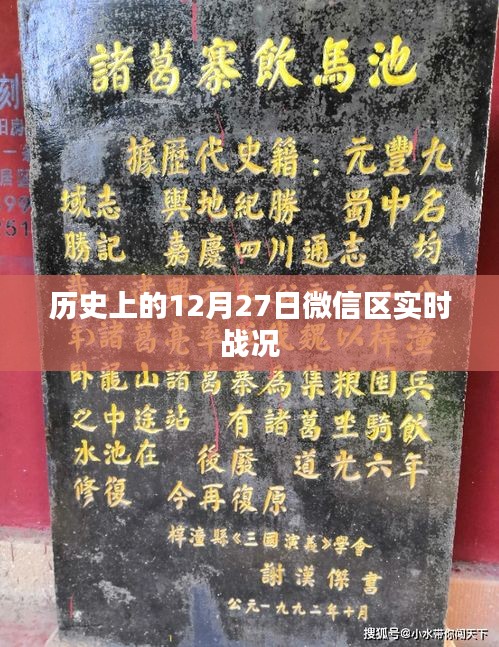 諸葛寨飲馬池
據歷代史籍：元豐九
域志輿地紀勝蜀中名
勝記嘉慶四川通志均
历史上的12月27日微信区实时
战况
卧龍山諸葛寨為集糧囤兵
之中途站有諸葛坐騎飲
水池在後廢道光六年
修復今再復原
梓潼縣《三國演義》學會
謝漢傑書
公元一九九二年十月
搜狐号@小水带你闯天下